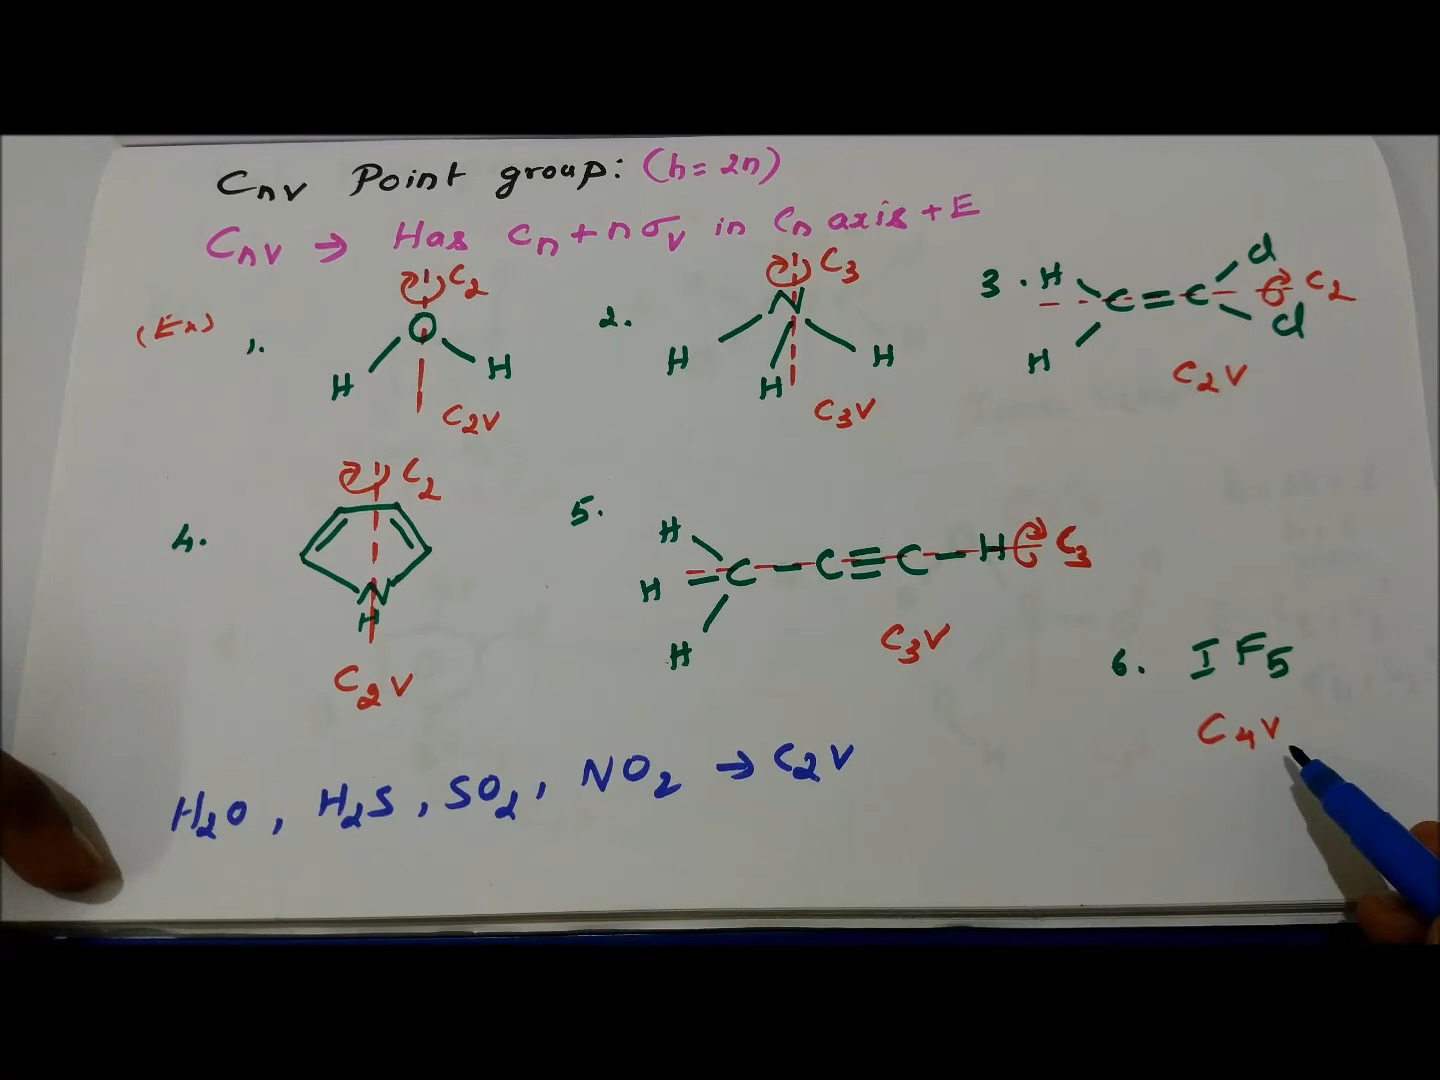 Cnv Point group: (h=2n)
Cnv → Has Cn + nσv in Cn axis + E
(Ex)
1.
C2
O
H H
C2v
2.
C3
N
H H H
C3v
3.
H Cl
C=C C2
H Cl
C2v
4.
C2
N
H
C2v
5.
H
H C-C≡C-H C3
H
C3v
6. IF5
C4v
H2O, H2S, SO2, NO2 → C2v